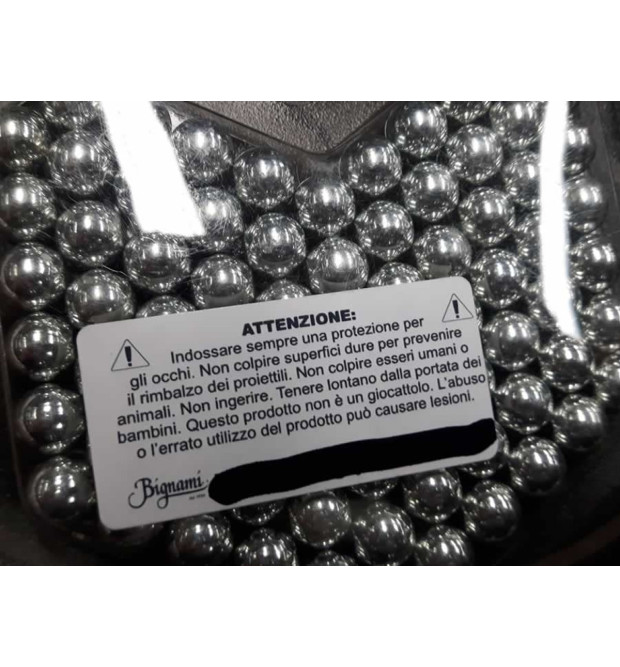 ATTENZIONE:
Indossare sempre una protezione per
gli occhi. Non colpire superfici dure per prevenire
il rimbalzo dei proiettili. Non colpire esseri umani o
animali. Non ingerire. Tenere lontano dalla portata dei
bambini. Questo prodotto non è un giocattolo. L'abuso
o l'errato utilizzo del prodotto può causare lesioni.
Bignami